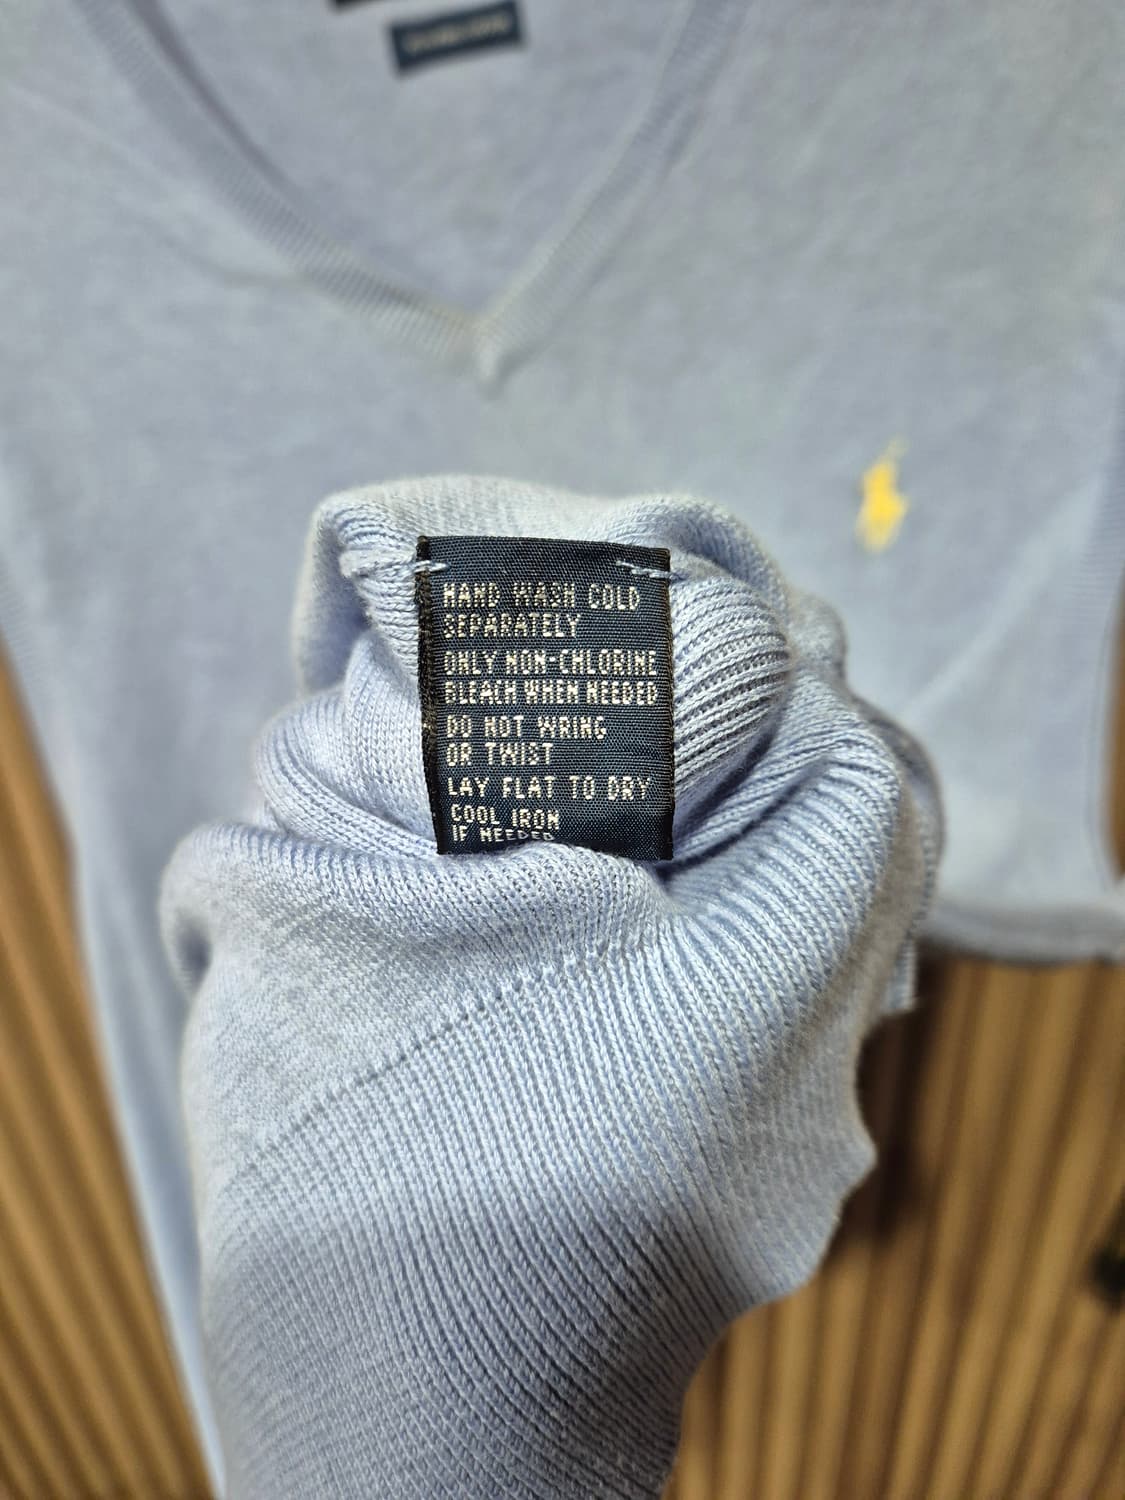 HAND WASH COLD
SEPARATELY
ONLY NON-CHLORINE
BLEACH WHEN NEEDED
DO NOT WRING
OR TWIST
LAY FLAT TO DRY
COOL IRON
IF NEEDED